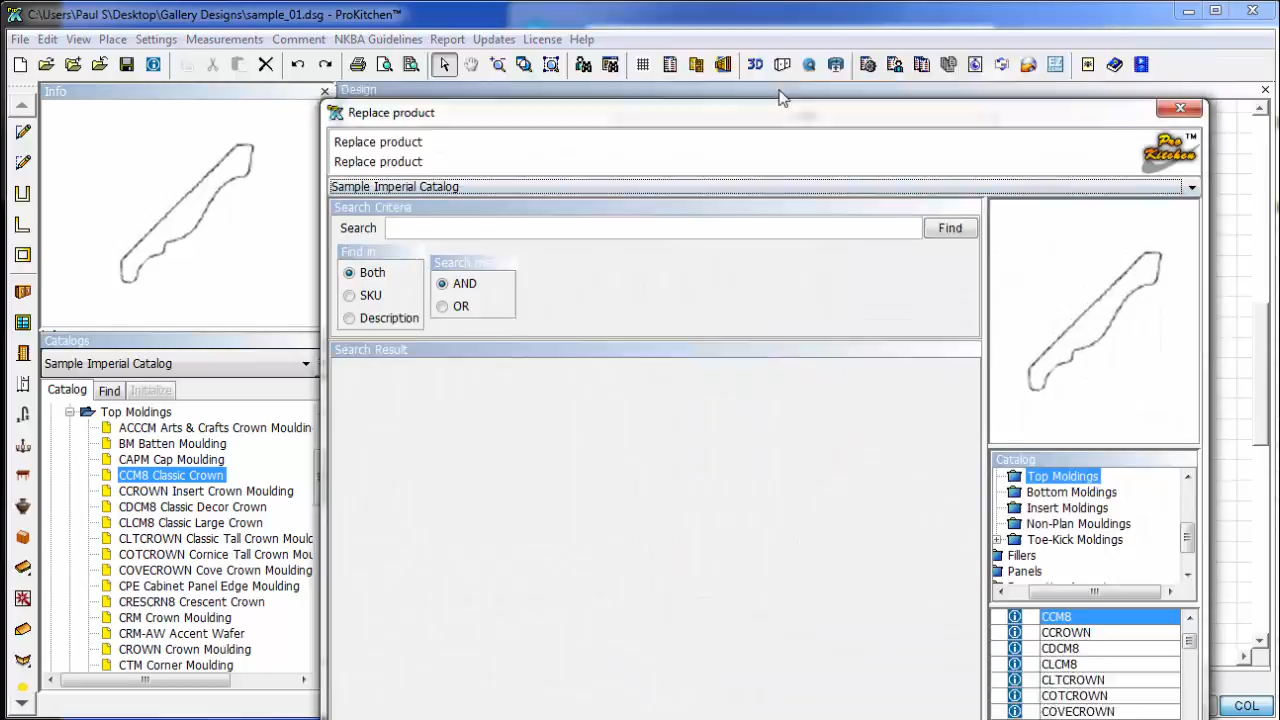 C:\Users\Paul S\Desktop\Gallery Designs\sample_01.dsg - ProKitchen™
File Edit View Place Settings Measurements Comment NKBA Guidelines Report Updates License Help
3D
Info
Design
Replace product
Replace product
Replace product
Pro Kitchen ™
Sample Imperial Catalog
Search Criteria
Search
Find
Find in
Both
SKU
Description
AND
OR
Search Result
Catalogs
Sample Imperial Catalog
Catalog Find Initialize
Top Moldings
ACCCM Arts & Crafts Crown Mouldin
BM Batten Moulding
CAPM Cap Moulding
CCM8 Classic Crown
CCROWN Insert Crown Moulding
CDCM8 Classic Decor Crown
CLCM8 Classic Large Crown
CLTCROWN Classic Tall Crown Moulc
COTCROWN Cornice Tall Crown Mou
COVECROWN Cove Crown Moulding
CPE Cabinet Panel Edge Moulding
CRESCRN8 Crescent Crown
CRM Crown Moulding
CRM-AW Accent Wafer
CROWN Crown Moulding
CTM Corner Moulding
Catalog
Top Moldings
Bottom Moldings
Insert Moldings
Non-Plan Mouldings
Toe-Kick Moldings
Fillers
Panels
CCM8
CCROWN
CDCM8
CLCM8
CLTCROWN
COTCROWN
COVECROWN
COL